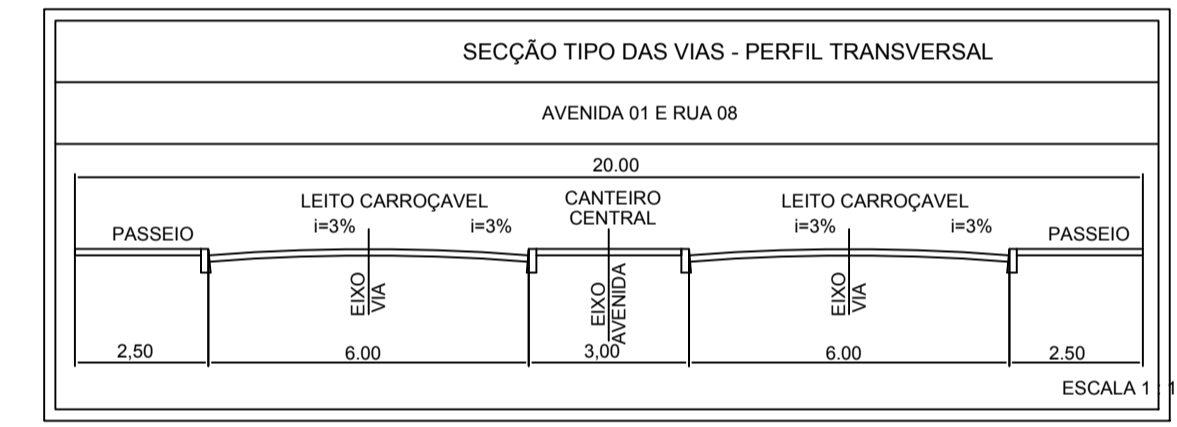 SECÇÃO TIPO DAS VIAS - PERFIL TRANSVERSAL
AVENIDA 01 E RUA 08
20.00
LEITO CARROÇAVEL
CANTEIRO
CENTRAL
LEITO CARROÇAVEL
i=3%
i=3%
i=3%
i=3%
PASSEIO
PASSEIO
EIXO
VIA
EIXO
AVENIDA
EIXO
VIA
2,50
6.00
3,00
6.00
2.50
ESCALA 1 : 1